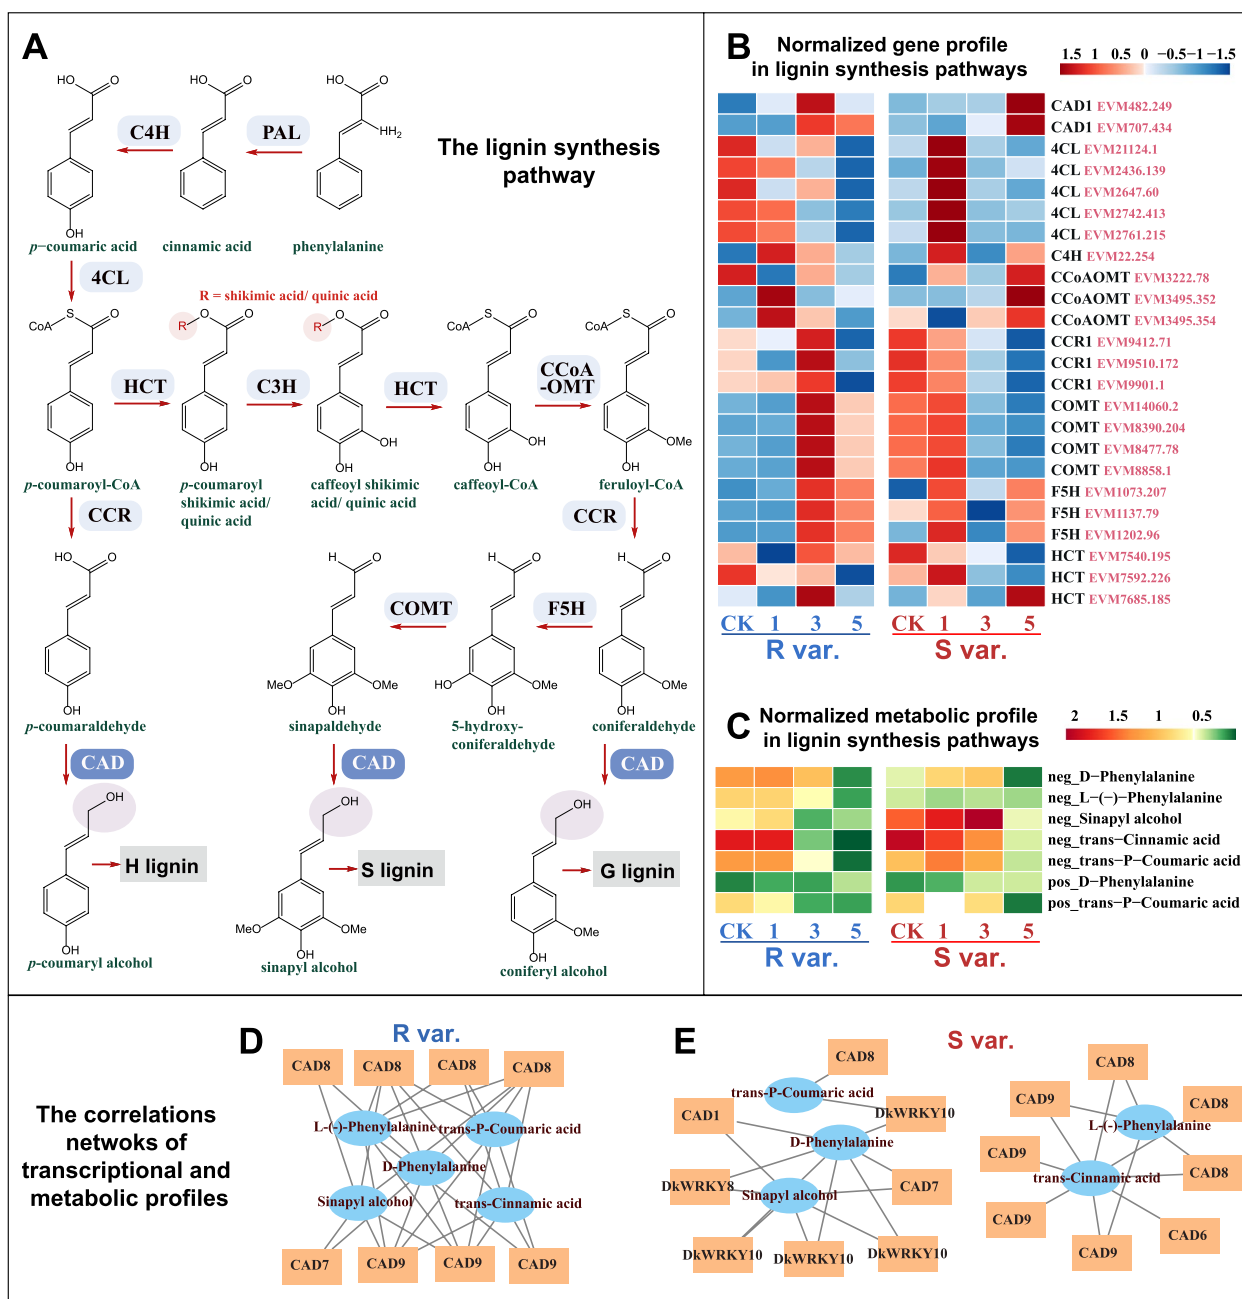 A
HO
O
HO
O
HO
O
C4H
PAL
HH₂
OH
p−coumaric acid
cinnamic acid
phenylalanine
The lignin synthesis
pathway
4CL
R = shikimic acid/ quinic acid
CoA
S
O
R
O
O
R
O
O
CoA
S
O
CoA
S
O
HCT
C3H
HCT
CCoA
-OMT
OH
OH
OH
OH
OH
OH
OMe
OH
p-coumaroyl-CoA
p-coumaroyl
shikimic acid/
quinic acid
caffeoyl shikimic
acid/ quinic acid
caffeoyl-CoA
feruloyl-CoA
CCR
CCR
HO
O
H
O
H
O
H
O
COMT
F5H
OH
MeO
OMe
OH
HO
OMe
OH
OMe
OH
p-coumaraldehyde
sinapaldehyde
5-hydroxy-
coniferaldehyde
coniferaldehyde
CAD
CAD
CAD
OH
OH
OH
H lignin
S lignin
G lignin
OH
MeO
OMe
OH
OMe
OH
p-coumaryl alcohol
sinapyl alcohol
coniferyl alcohol
B
Normalized gene profile
in lignin synthesis pathways
1.5 1 0.5 0 −0.5−1 −1.5
CAD1 EVM482.249
CAD1 EVM707.434
4CL EVM21124.1
4CL EVM2436.139
4CL EVM2647.60
4CL EVM2742.413
4CL EVM2761.215
C4H EVM22.254
CCoAOMT EVM3222.78
CCoAOMT EVM3495.352
CCoAOMT EVM3495.354
CCR1 EVM9412.71
CCR1 EVM9510.172
CCR1 EVM9901.1
COMT EVM14060.2
COMT EVM8390.204
COMT EVM8477.78
COMT EVM8858.1
F5H EVM1073.207
F5H EVM1137.79
F5H EVM1202.96
HCT EVM7540.195
HCT EVM7592.226
HCT EVM7685.185
CK 1 3 5 CK 1 3 5
R var. S var.
C
Normalized metabolic profile
in lignin synthesis pathways
2 1.5 1 0.5
neg_D−Phenylalanine
neg_L−(−)−Phenylalanine
neg_Sinapyl alcohol
neg_trans−Cinnamic acid
neg_trans−P−Coumaric acid
pos_D−Phenylalanine
pos_trans−P−Coumaric acid
CK 1 3 5 CK 1 3 5
R var. S var.
The correlations
netwoks of
transcriptional and
metabolic profiles
D
R var.
CAD8 CAD8 CAD8 CAD8
L-(-)-Phenylalanine trans-P-Coumaric acid
D-Phenylalanine
Sinapyl alcohol trans-Cinnamic acid
CAD7 CAD9 CAD9 CAD9
E
S var.
CAD8
trans-P-Coumaric acid
CAD1 DkWRKY10
D-Phenylalanine
DkWRKY8 Sinapyl alcohol CAD7
DkWRKY10 DkWRKY10 DkWRKY10
CAD8
CAD9 CAD8
L-(-)-Phenylalanine
CAD9 CAD8
trans-Cinnamic acid
CAD9 CAD6
CAD9